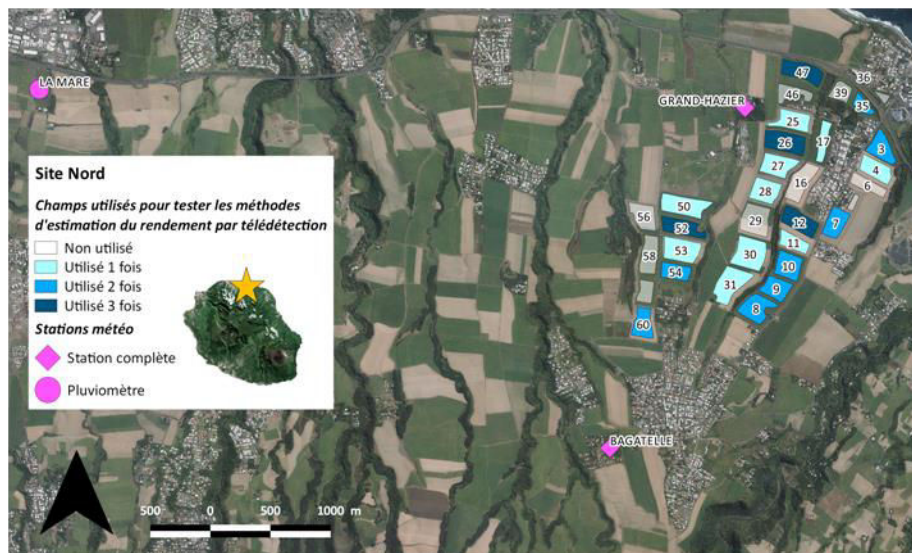 LA MARE
GRAND-HAZIER
BAGATELLE
Site Nord
Champs utilisés pour tester les méthodes
d'estimation du rendement par télédétection
Non utilisé
Utilisé 1 fois
Utilisé 2 fois
Utilisé 3 fois
Stations météo
Station complète
Pluviomètre
500 0 500 1000 m
47
36
46
39
35
25
17
3
26
27
4
16
6
28
50
56
29
12
7
52
11
58
53
30
10
54
31
9
8
60